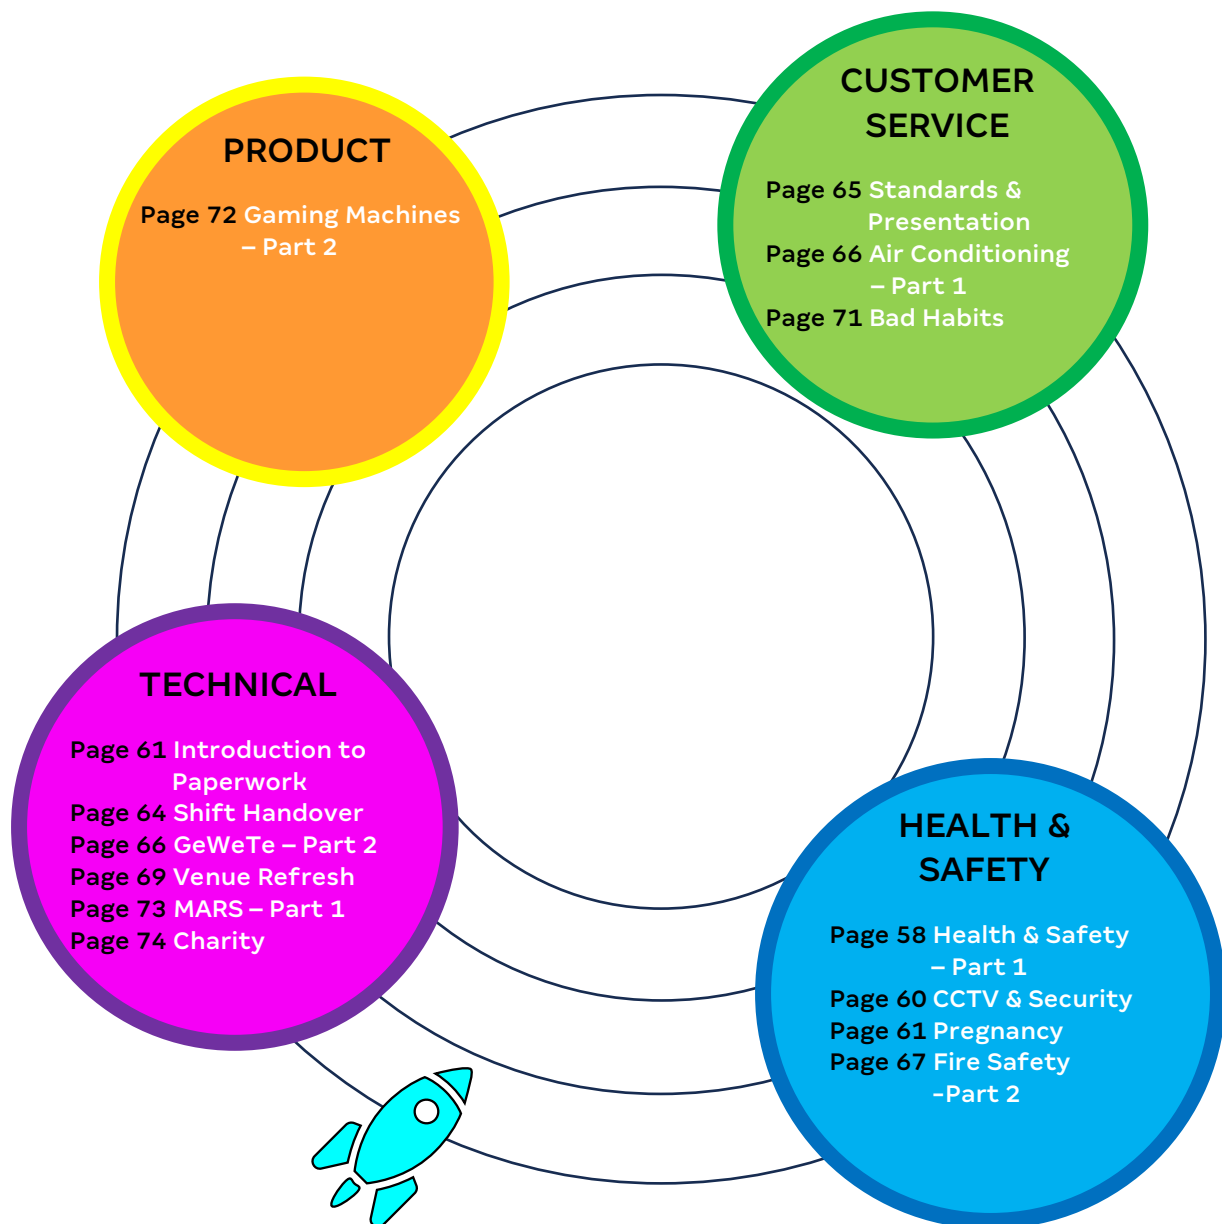 PRODUCT
Page 72 Gaming Machines
– Part 2
CUSTOMER
SERVICE
Page 65 Standards &
Presentation
Page 66 Air Conditioning
– Part 1
Page 71 Bad Habits
TECHNICAL
Page 61 Introduction to
Paperwork
Page 64 Shift Handover
Page 66 GeWeTe – Part 2
Page 69 Venue Refresh
Page 73 MARS – Part 1
Page 74 Charity
HEALTH &
SAFETY
Page 58 Health & Safety
– Part 1
Page 60 CCTV & Security
Page 61 Pregnancy
Page 67 Fire Safety
-Part 2